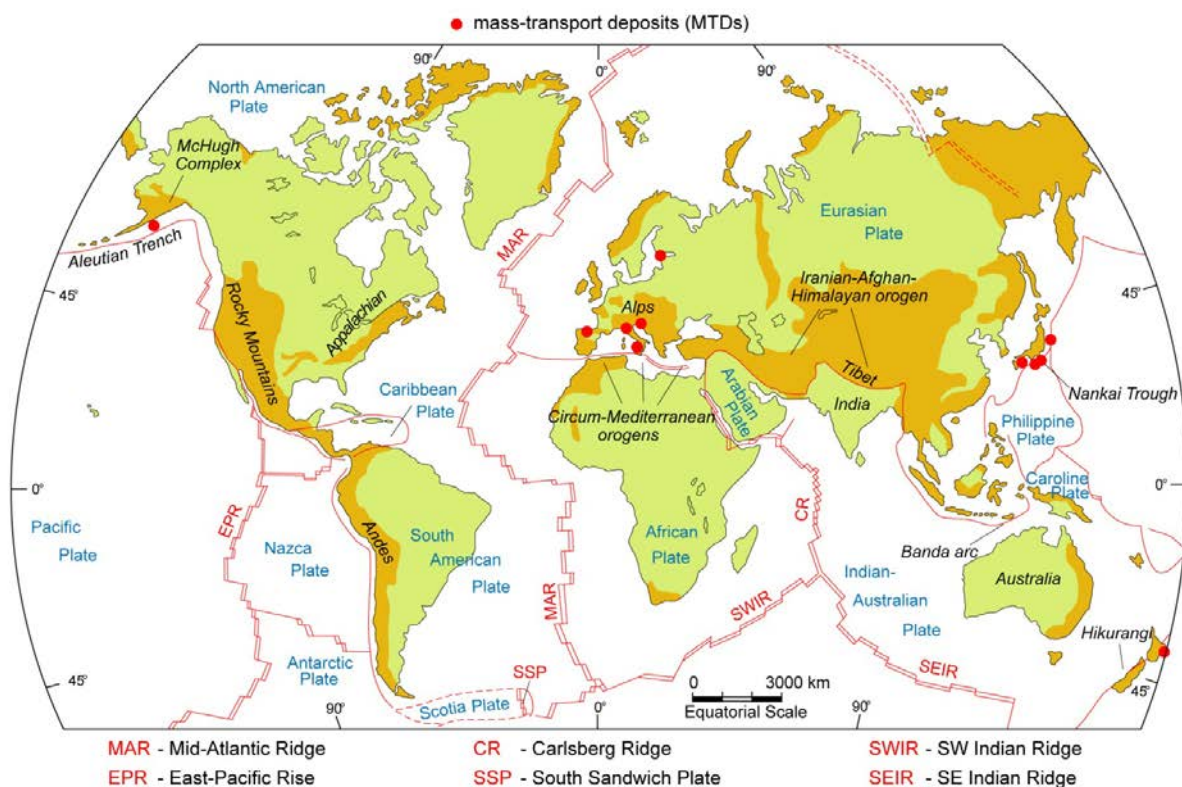 mass-transport deposits (MTDs)
90°
0°
90°
North American
Plate
McHugh
Complex
Aleutian Trench
45°
Rocky Mountains
Appalachian
MAR
Eurasian
Plate
Iranian-Afghan-
Himalayan orogen
Alps
45°
Tibet
Nankai Trough
Caribbean
Plate
Circum-Mediterranean
orogens
Arabian
Plate
India
Philippine
Plate
Caroline
Plate
0°
0°
Pacific
Plate
EPR
Nazca
Plate
Andes
South
American
Plate
MAR
African
Plate
CR
Banda arc
Indian-
Australian
Plate
Australia
SWIR
Hikurangi
Antarctic
Plate
SSP
SEIR
45°
45°
Scotia Plate
0 3000 km
Equatorial Scale
90°
0°
90°
MAR - Mid-Atlantic Ridge
CR - Carlsberg Ridge
SWIR - SW Indian Ridge
EPR - East-Pacific Rise
SSP - South Sandwich Plate
SEIR - SE Indian Ridge